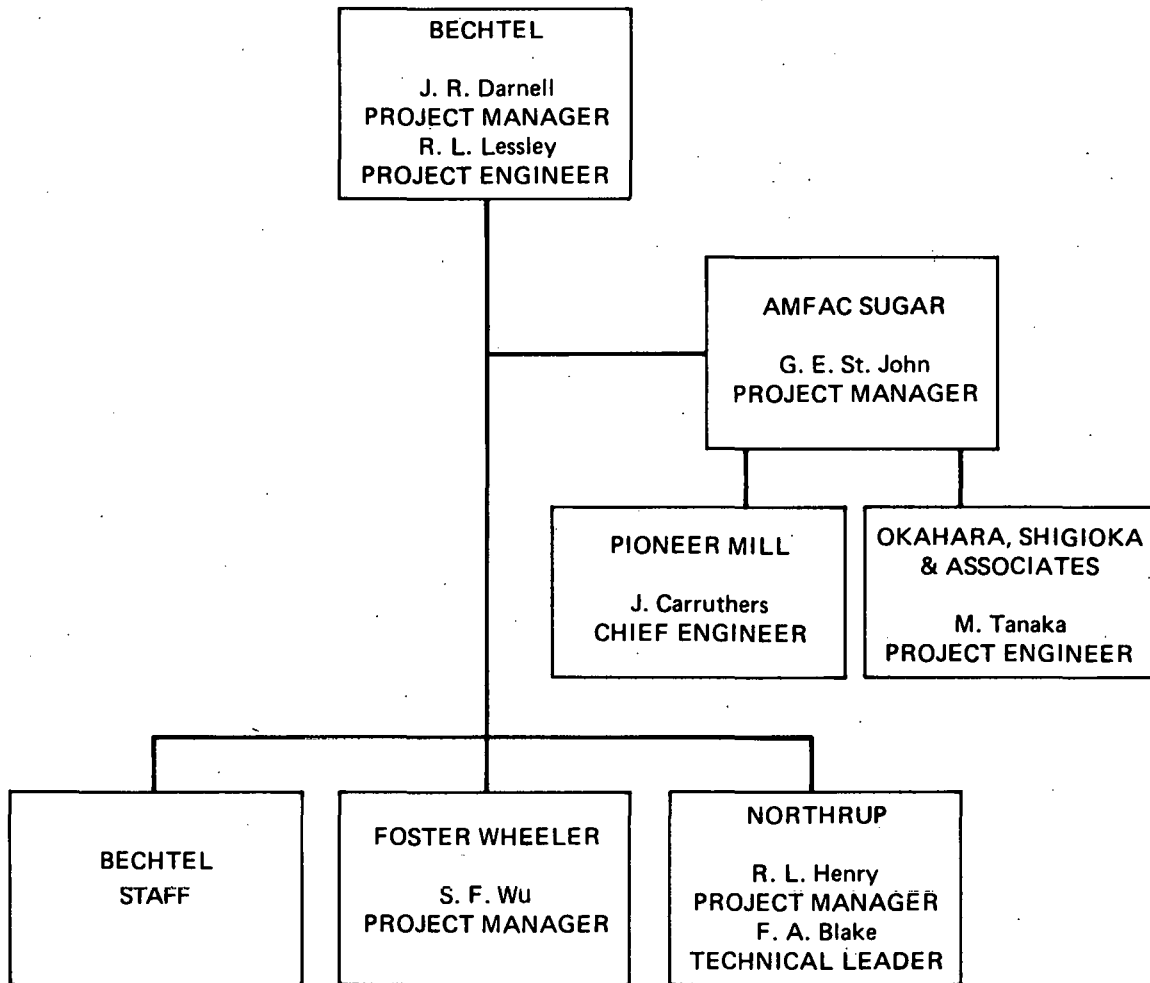 BECHTEL
J. R. Darnell
PROJECT MANAGER
R. L. Lessley
PROJECT ENGINEER
AMFAC SUGAR
G. E. St. John
PROJECT MANAGER
PIONEER MILL
J. Carruthers
CHIEF ENGINEER
OKAHARA, SHIGIOKA
& ASSOCIATES
M. Tanaka
PROJECT ENGINEER
BECHTEL
STAFF
FOSTER WHEELER
S. F. Wu
PROJECT MANAGER
NORTHRUP
R. L. Henry
PROJECT MANAGER
F. A. Blake
TECHNICAL LEADER